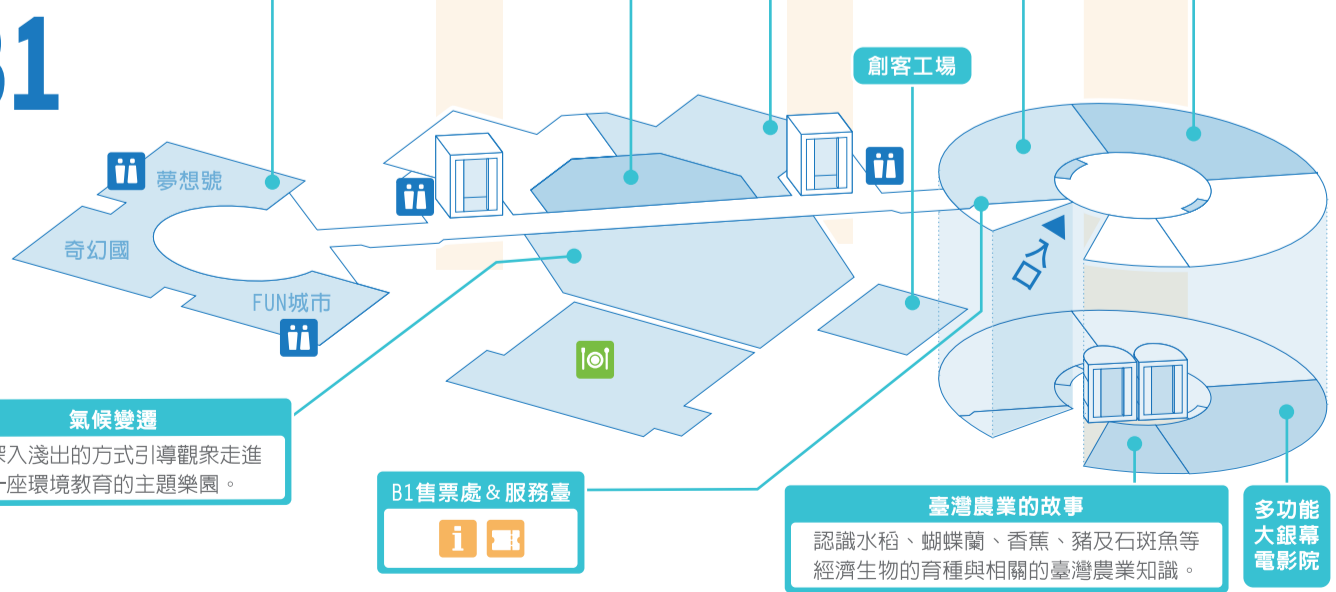 B1
創客工場
夢想號
奇幻國
FUN城市
入口
氣候變遷
深入淺出的方式引導觀眾走進
一座環境教育的主題樂園。
B1售票處&服務臺
臺灣農業的故事
認識水稻、蝴蝶蘭、香蕉、豬及石斑魚等
經濟生物的育種與相關的臺灣農業知識。
多功能
大銀幕
電影院